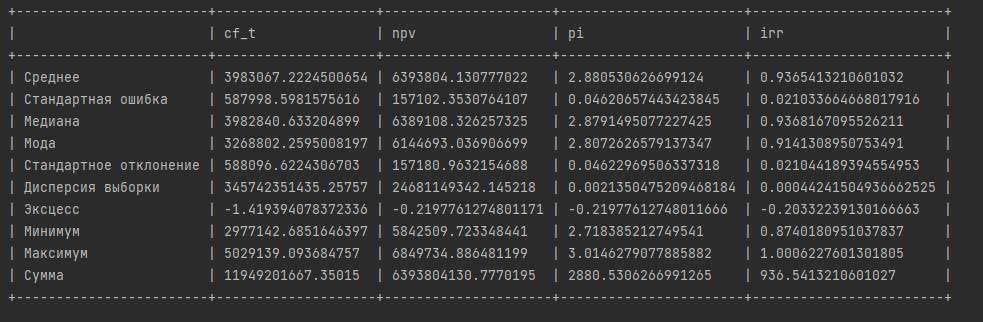 | | cf_t | npv | pi | irr |
| Среднее | 3983067.2224500654 | 6393804.130777022 | 2.880530626699124 | 0.9365413210601032 |
| Стандартная ошибка | 587998.5981575616 | 157102.3530764107 | 0.04620657443423845 | 0.021033664668017916 |
| Медиана | 3982840.633204899 | 6389108.326257325 | 2.8791495077227425 | 0.9368167095526211 |
| Мода | 3268802.2595008197 | 6144693.036906699 | 2.8072626579137347 | 0.9141308950753491 |
| Стандартное отклонение | 588096.6224306703 | 157180.9632154688 | 0.04622969506337318 | 0.021044189394554953 |
| Дисперсия выборки | 345742351435.25757 | 24681149342.145218 | 0.0021350475209468184 | 0.00044241504936662525 |
| Эксцесс | -1.419394078372336 | -0.2197761274801171 | -0.21977612748011666 | -0.20332239130166663 |
| Минимум | 2977142.6851646397 | 5842509.723348441 | 2.718385212749541 | 0.8740180951037837 |
| Максимум | 5029139.093684757 | 6849734.886481199 | 3.0146279077885882 | 1.0006227601301805 |
| Сумма | 11949201667.35015 | 6393804130.7770195 | 2880.5306266991265 | 936.5413210601027 |